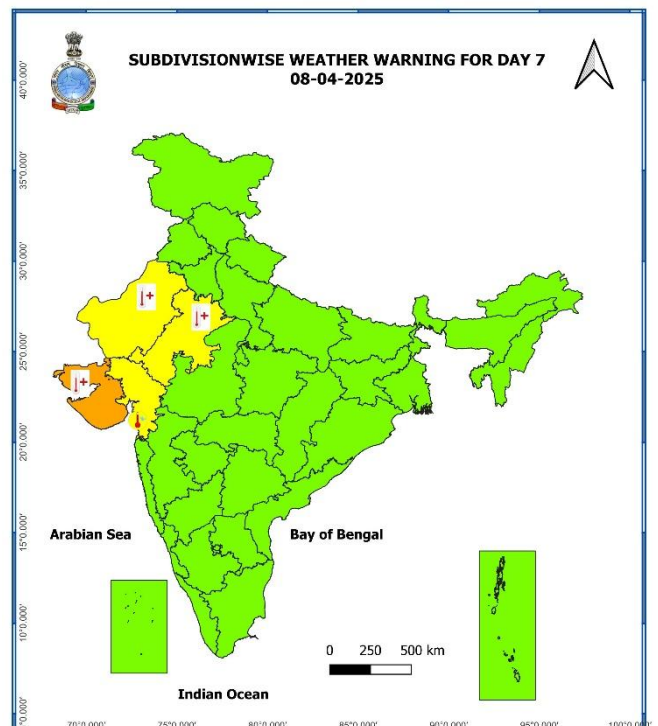 SUBDIVISIONWISE WEATHER WARNING FOR DAY 7
08-04-2025
40°0.000'
35°0.000'
30°0.000'
25°0.000'
20°0.000'
15°0.000'
10°0.000'
Arabian Sea
Bay of Bengal
0 250 500 km
Indian Ocean
70°0.000' 75°0.000' 80°0.000' 85°0.000' 90°0.000' 95°0.000' 100°0.000'